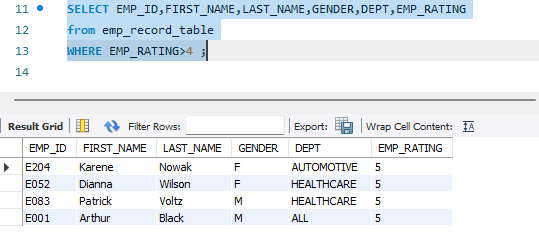 11 SELECT EMP_ID,FIRST_NAME,LAST_NAME,GENDER,DEPT,EMP_RATING
12 from emp_record_table
13 WHERE EMP_RATING>4 ;
14
Result Grid Filter Rows: Export: Wrap Cell Content:
EMP_ID FIRST_NAME LAST_NAME GENDER DEPT EMP_RATING
E204 Karene Nowak F AUTOMOTIVE 5
E052 Dianna Wilson F HEALTHCARE 5
E083 Patrick Voltz M HEALTHCARE 5
E001 Arthur Black M ALL 5